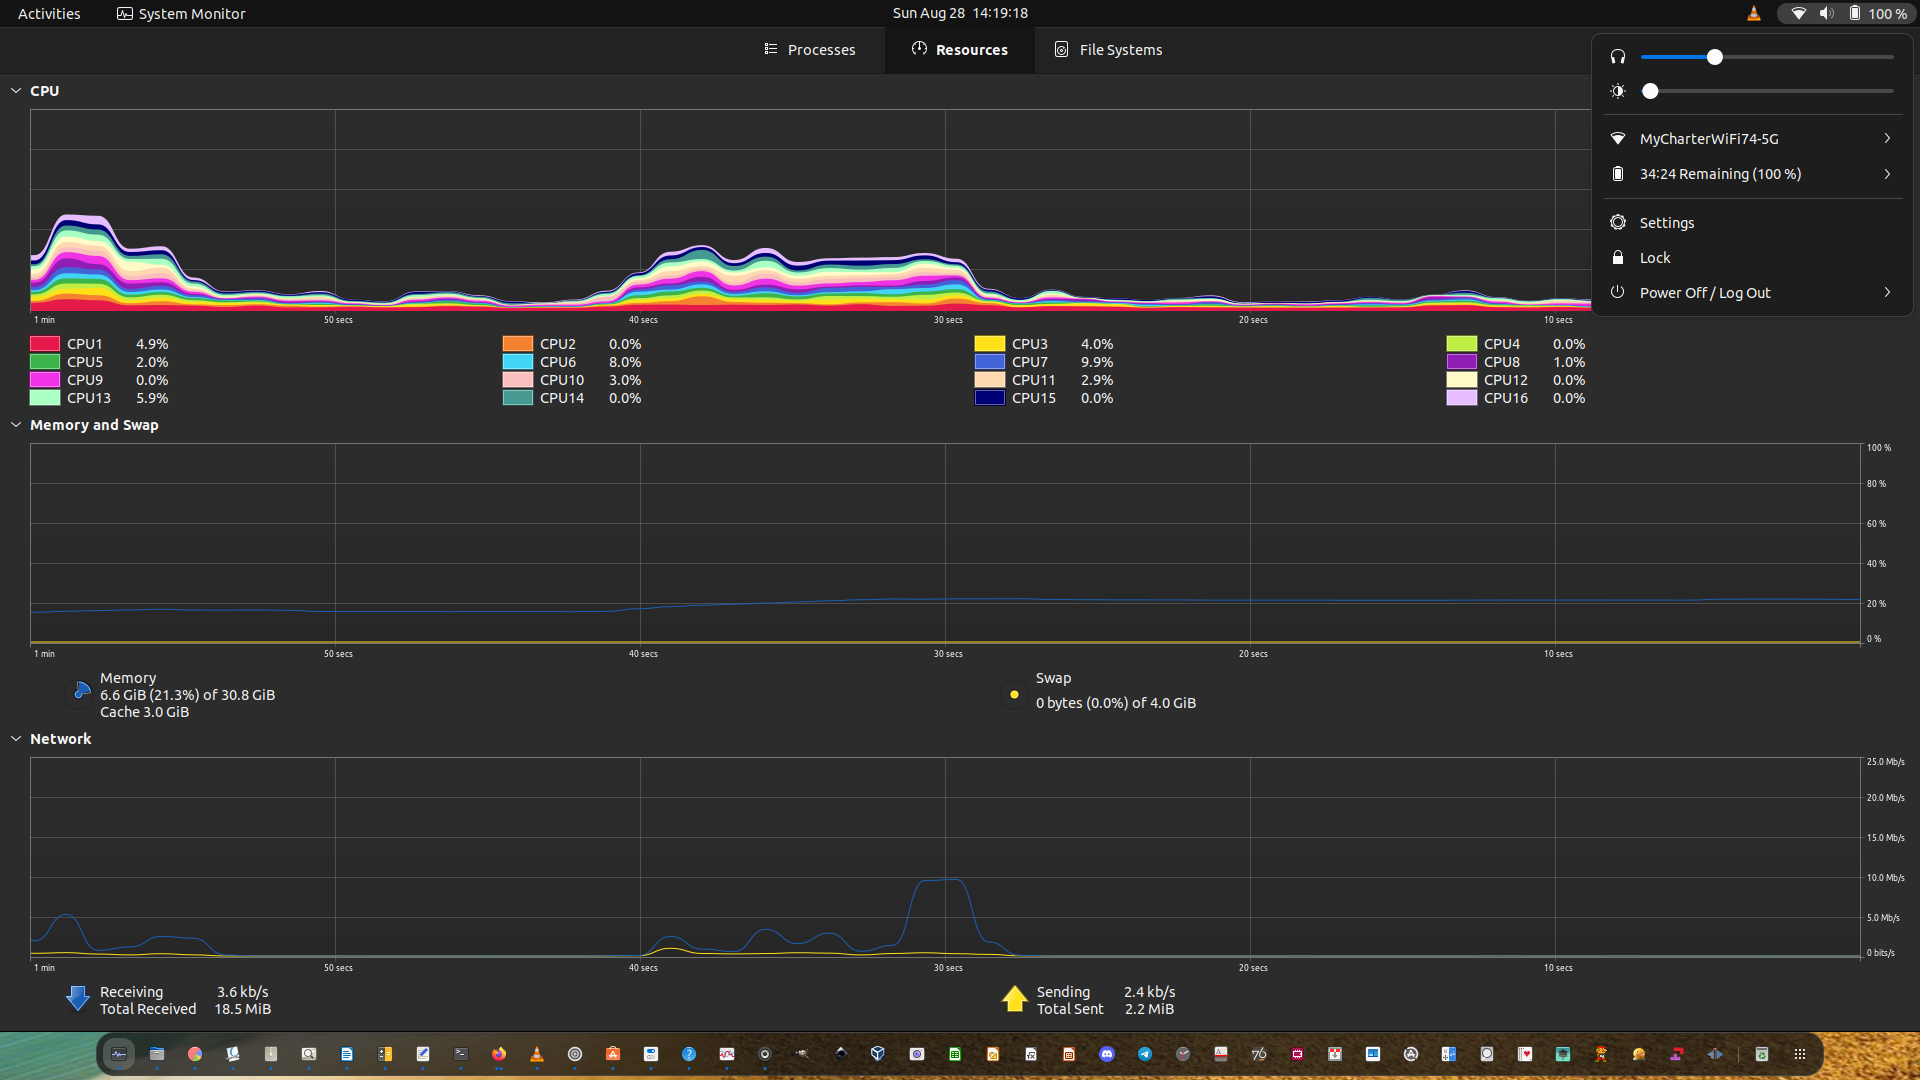 Activities
System Monitor
Sun Aug 28  14:19:18
100 %
Processes
Resources
File Systems
MyCharterWiFi74-5G
34:24 Remaining (100 %)
Settings
Lock
Power Off / Log Out
CPU
1 min
50 secs
40 secs
30 secs
20 secs
10 secs
CPU1 4.9%
CPU2 0.0%
CPU3 4.0%
CPU4 0.0%
CPU5 2.0%
CPU6 8.0%
CPU7 9.9%
CPU8 1.0%
CPU9 0.0%
CPU10 3.0%
CPU11 2.9%
CPU12 0.0%
CPU13 5.9%
CPU14 0.0%
CPU15 0.0%
CPU16 0.0%
Memory and Swap
100 %
80 %
60 %
40 %
20 %
0 %
1 min
50 secs
40 secs
30 secs
20 secs
10 secs
Memory
6.6 GiB (21.3%) of 30.8 GiB
Cache 3.0 GiB
Swap
0 bytes (0.0%) of 4.0 GiB
Network
25.0 Mb/s
20.0 Mb/s
15.0 Mb/s
10.0 Mb/s
5.0 Mb/s
0 bits/s
1 min
50 secs
40 secs
30 secs
20 secs
10 secs
Receiving 3.6 kb/s
Total Received 18.5 MiB
Sending 2.4 kb/s
Total Sent 2.2 MiB
76